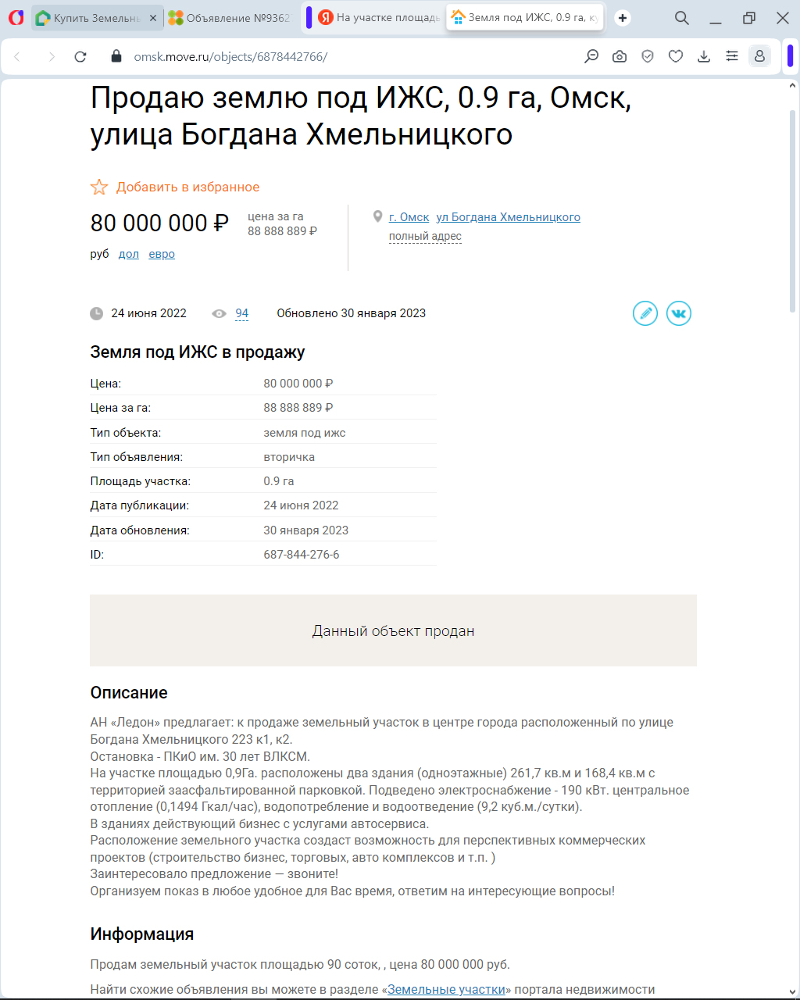 Купить Земельн
Объявление №9362
На участке площадь
Земля под ИЖС, 0.9 га, ку
omsk.move.ru/objects/6878442766/
Продаю землю под ИЖС, 0.9 га, Омск,
улица Богдана Хмельницкого
Добавить в избранное
80 000 000 ₽
цена за га
88 888 889 ₽
г. Омск ул Богдана Хмельницкого
полный адрес
руб дол евро
24 июня 2022 94 Обновлено 30 января 2023
Земля под ИЖС в продажу
Цена: 80 000 000 ₽
Цена за га: 88 888 889 ₽
Тип объекта: земля под ижс
Тип объявления: вторичка
Площадь участка: 0.9 га
Дата публикации: 24 июня 2022
Дата обновления: 30 января 2023
ID: 687-844-276-6
Данный объект продан
Описание
АН «Ледон» предлагает: к продаже земельный участок в центре города расположенный по улице
Богдана Хмельницкого 223 к1, к2.
Остановка - ПКиО им. 30 лет ВЛКСМ.
На участке площадью 0,9Га. расположены два здания (одноэтажные) 261,7 кв.м и 168,4 кв.м с
территорией заасфальтированной парковкой. Подведено электроснабжение - 190 кВт. центральное
отопление (0,1494 Гкал/час), водопотребление и водоотведение (9,2 куб.м./сутки).
В зданиях действующий бизнес с услугами автосервиса.
Расположение земельного участка создаст возможность для перспективных коммерческих
проектов (строительство бизнес, торговых, авто комплексов и т.п. )
Заинтересовало предложение — звоните!
Организуем показ в любое удобное для Вас время, ответим на интересующие вопросы!
Информация
Продам земельный участок площадью 90 соток, , цена 80 000 000 руб.
Найти схожие объявления вы можете в разделе «Земельные участки» портала недвижимости